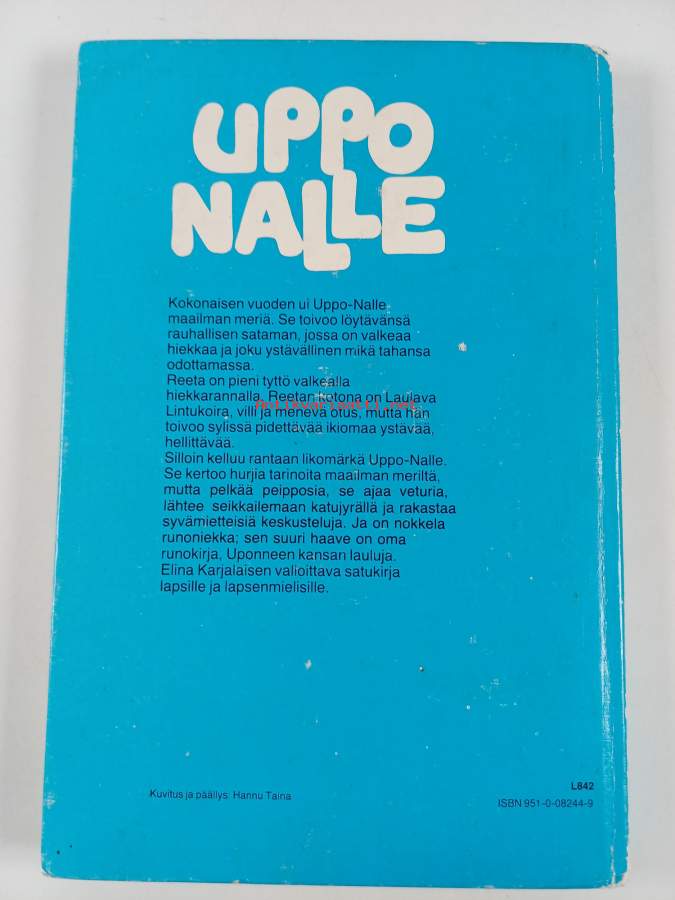 UPPO
NALLE
Kokonaisen vuoden ui Uppo-Nalle
maailman meriä. Se toivoo löytävänsä
rauhallisen sataman, jossa on valkeaa
hiekkaa ja joku ystävällinen mikä tahansa
odottamassa.
Reeta on pieni tyttö valkealla
hiekkarannalla. Reetan kotona on Laulava
Lintukoira, villi ja menevä otus, mutta hän
toivoo sylissä pidettävää ikiomaa ystävää,
hellittävää.
Silloin kelluu rantaan likomärkä Uppo-Nalle.
Se kertoo hurjia tarinoita maailman meriltä,
mutta pelkää peipposia, se ajaa veturia,
lähtee seikkailemaan katujyrällä ja rakastaa
syvämietteisiä keskusteluja. Ja on nokkela
runoniekka; sen suuri haave on oma
runokirja, Uponneen kansan lauluja.
Elina Karjalaisen valioittava satukirja
lapsille ja lapsenmielisille.
Antikvariaatti.net
Kuvitus ja päällys: Hannu Taina
L842
ISBN 951-0-08244-9